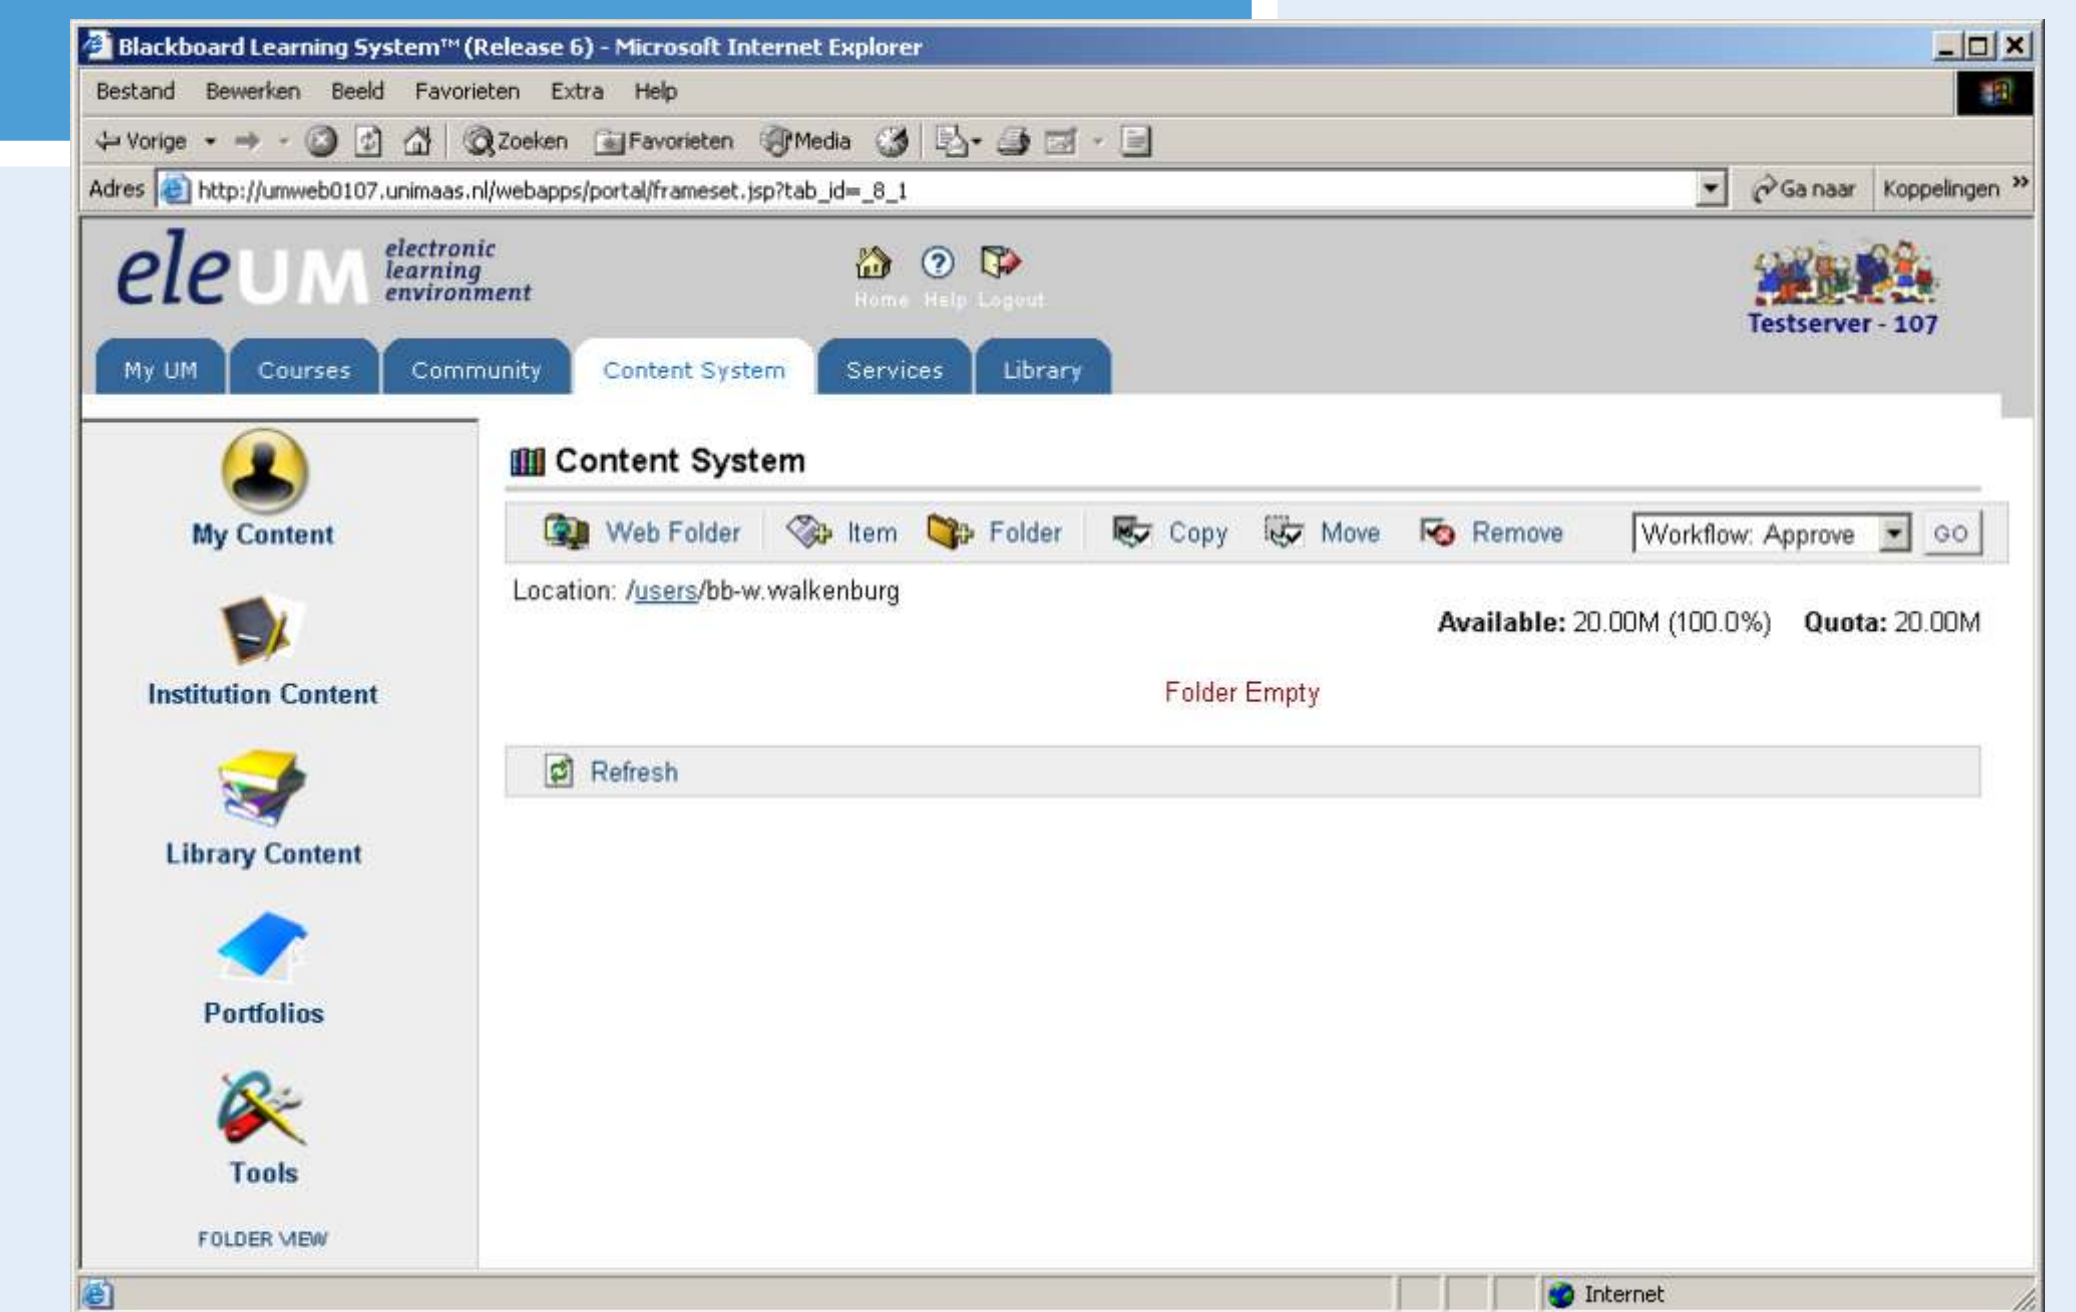 Blackboard Learning System™ (Release 6) - Microsoft Internet Explorer
Bestand Bewerken Beeld Favorieten Extra Help
Vorige Zoeken Favorieten Media
Adres http://umweb0107.unimaas.nl/webapps/portal/frameset.jsp?tab_id=_8_1 Ga naar Koppelingen »
eleUM electronic
learning
environment
Home Help Logout
Testserver - 107
My UM Courses Community Content System Services Library
My Content
Institution Content
Library Content
Portfolios
Tools
FOLDER VIEW
Content System
Web Folder Item Folder Copy Move Remove Workflow: Approve GO
Location: /users/bb-w.walkenburg
Available: 20.00M (100.0%) Quota: 20.00M
Folder Empty
Refresh
Internet